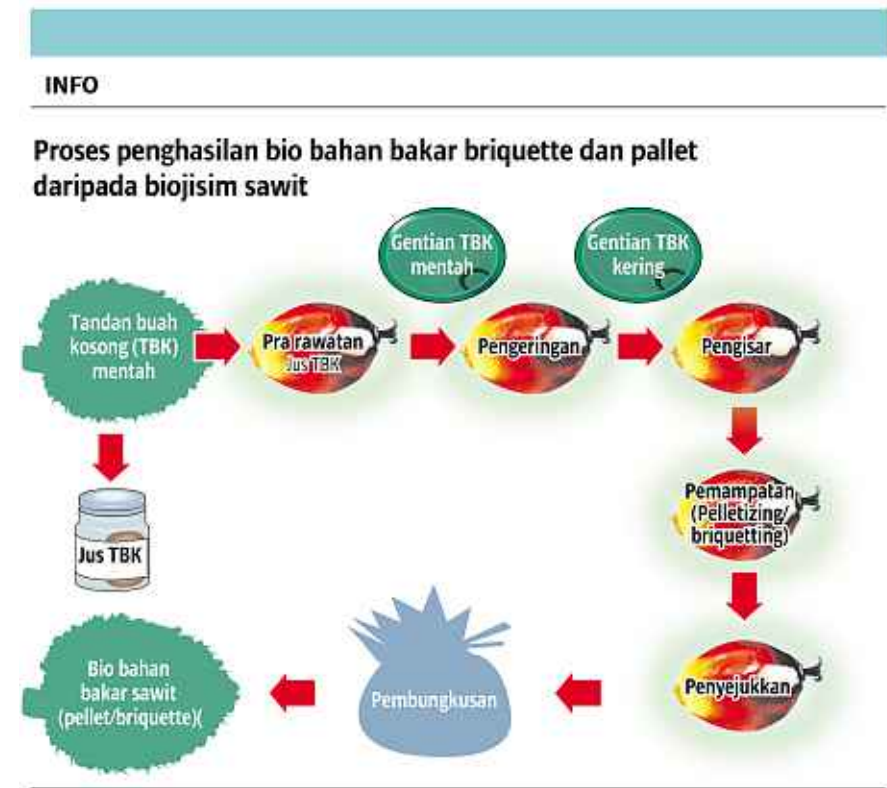 INFO
Proses penghasilan bio bahan bakar briquette dan pallet
daripada biojisim sawit
Gentian TBK
mentah
Gentian TBK
kering
Tandan buah
kosong (TBK)
mentah
Pra rawatan
Jus TBK
Pengeringan
Pengisar
Jus TBK
Pemampatan
(Pelletizing/
briquetting)
Bio bahan
bakar sawit
(pellet/briquette)(
Pembungkusan
Penyejukkan